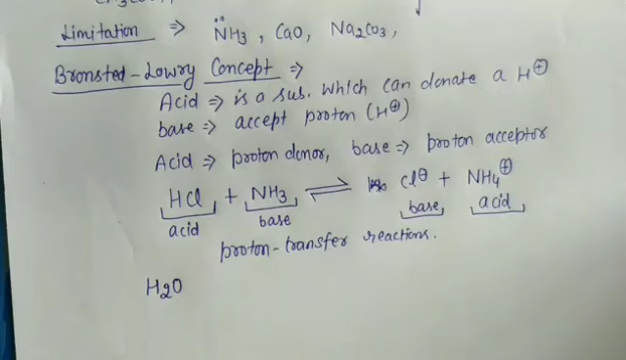 Limitation ⇒ N̈H3, CaO, Na2CO3,
Bronsted-Lowry Concept ⇒
Acid ⇒ is a sub. which can donate a H⊕
base ⇒ accept proton (H⊕)
Acid ⇒ proton donor, base ⇒ proton acceptor
HCl + NH3 ⇌ Cl⊖ + NH4⊕
acid base base acid
proton-transfer reactions.
H2O